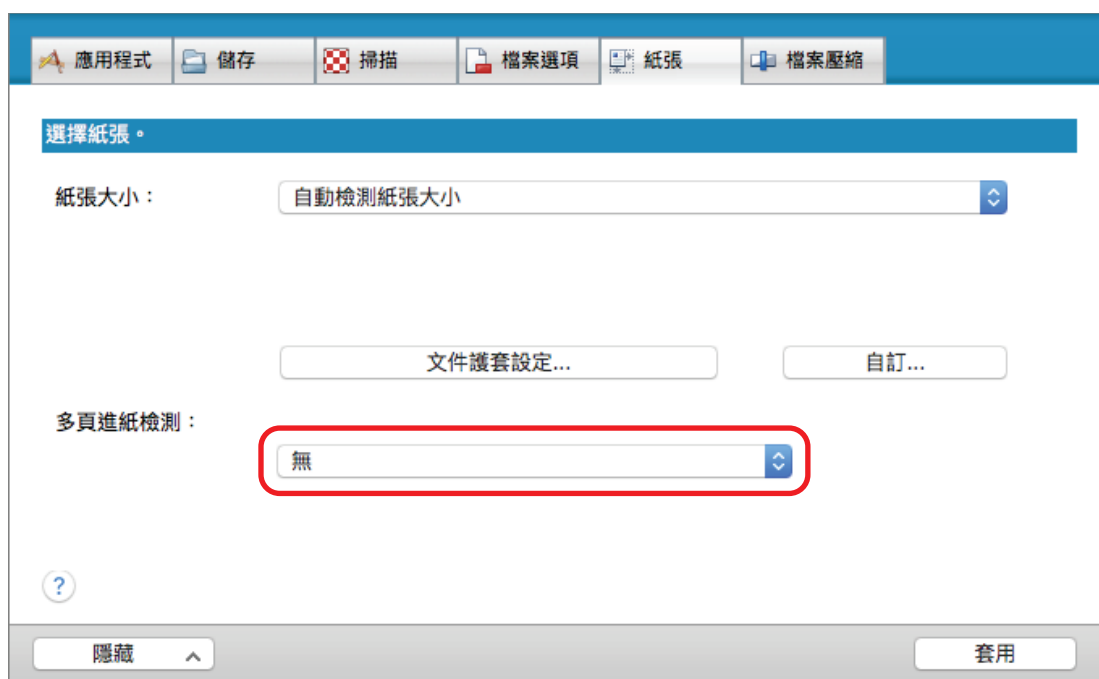 應用程式 儲存 掃描 檔案選項 紙張 檔案壓縮
選擇紙張。
紙張大小： 自動檢測紙張大小
文件護套設定... 自訂...
多頁進紙檢測：
無
?
隱藏 套用